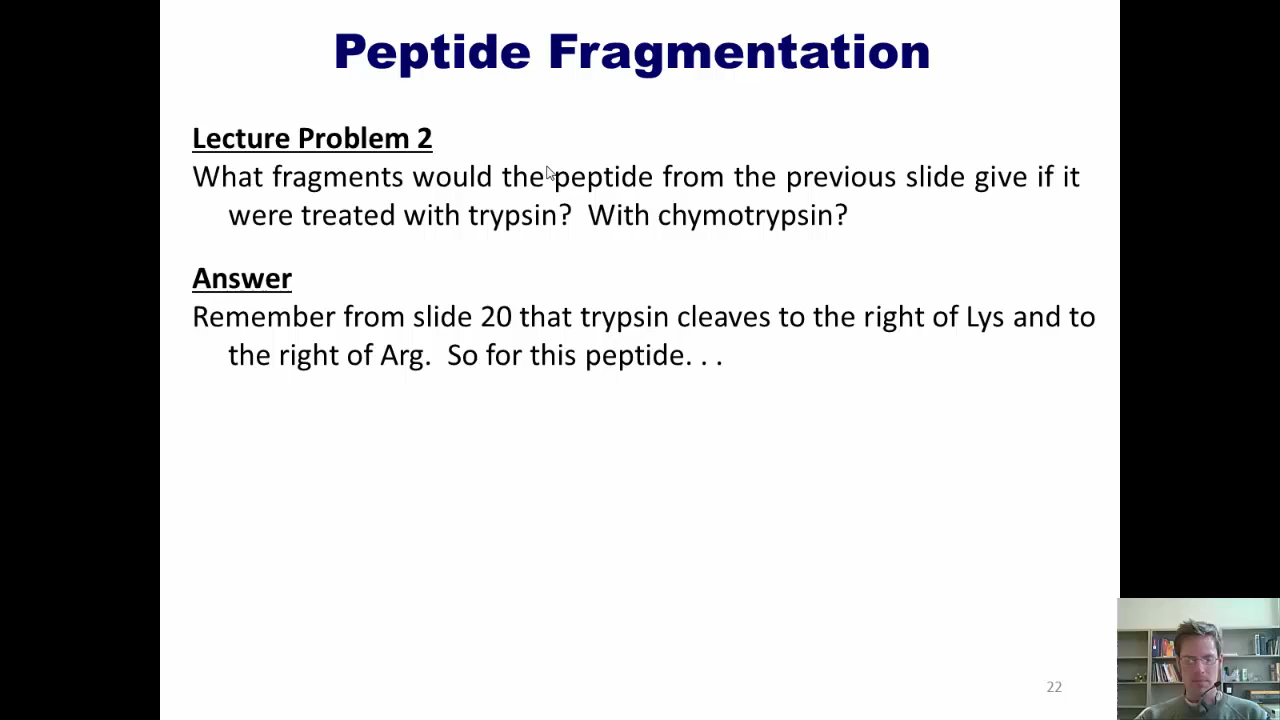 Peptide Fragmentation
Lecture Problem 2
What fragments would the peptide from the previous slide give if it
were treated with trypsin? With chymotrypsin?
Answer
Remember from slide 20 that trypsin cleaves to the right of Lys and to
the right of Arg. So for this peptide. . .
22